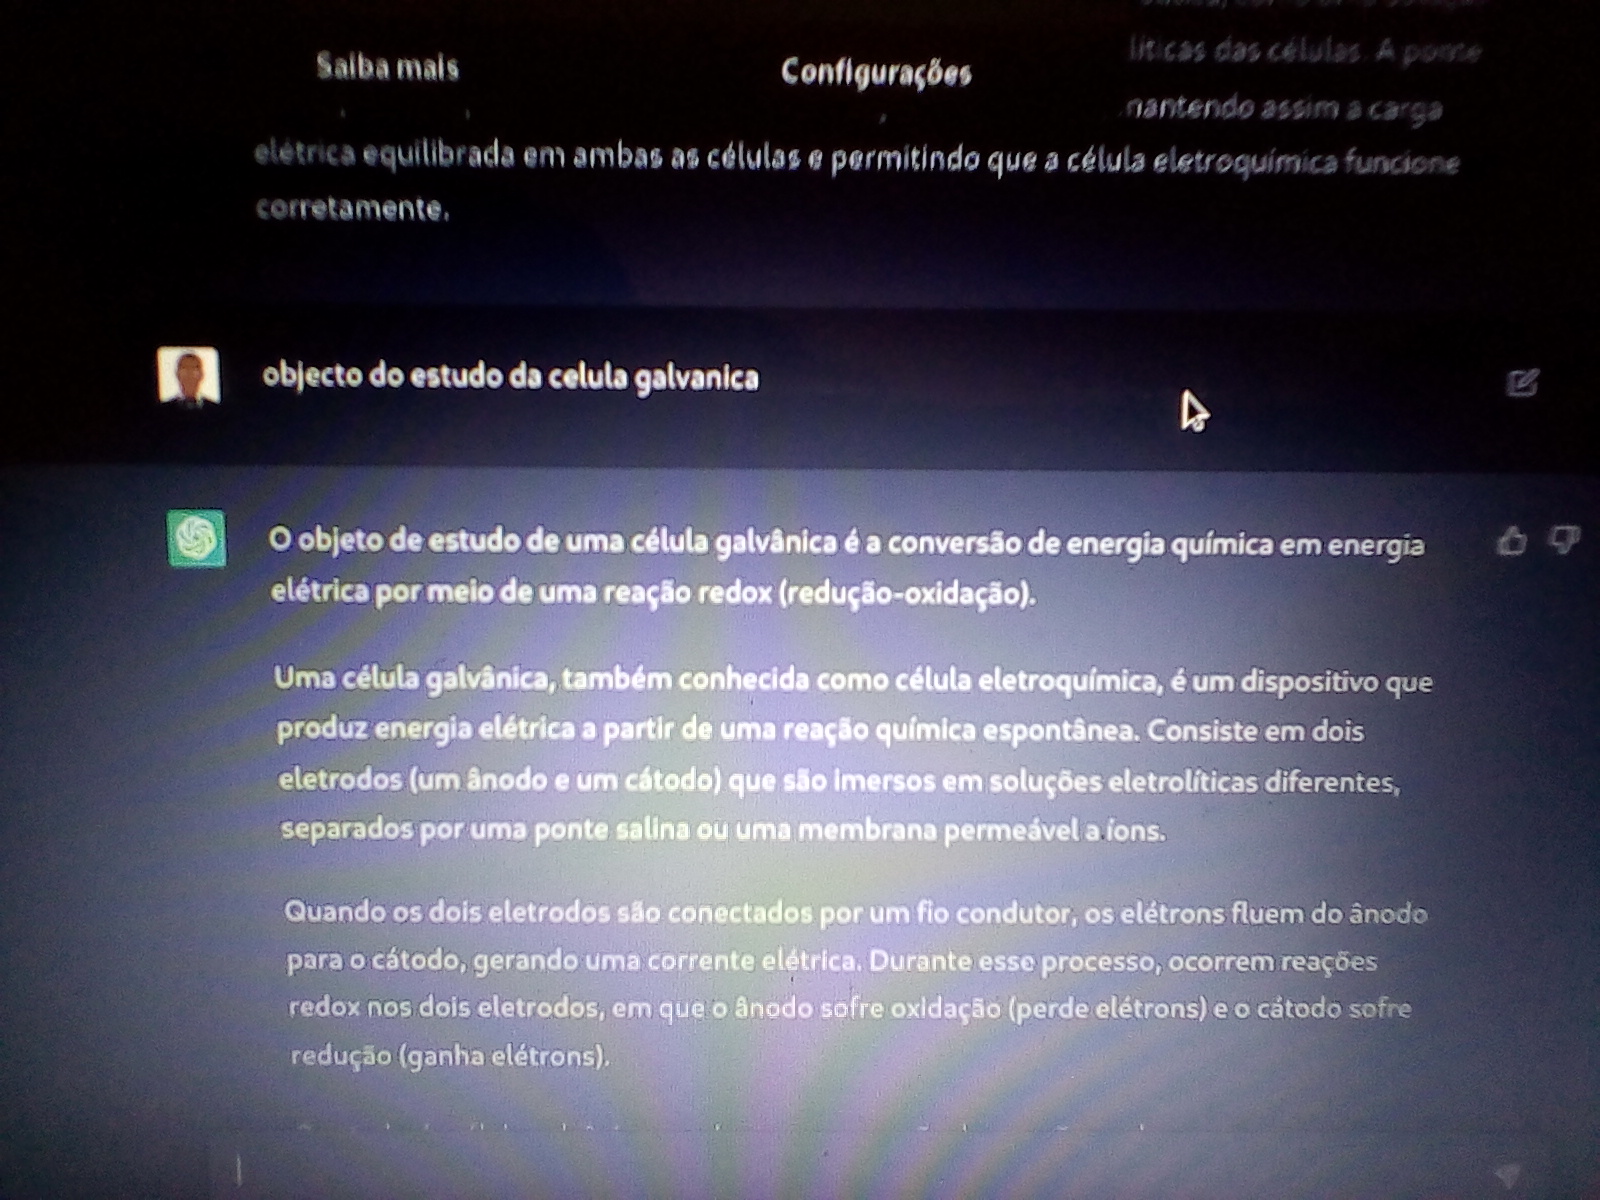 Saiba mais
Configurações
líticas das células. A ponte
nantendo assim a carga
elétrica equilibrada em ambas as células e permitindo que a célula eletroquímica funcione
corretamente.
objecto do estudo da celula galvanica
O objeto de estudo de uma célula galvânica é a conversão de energia química em energia
elétrica por meio de uma reação redox (redução-oxidação).
Uma célula galvânica, também conhecida como célula eletroquímica, é um dispositivo que
produz energia elétrica a partir de uma reação química espontânea. Consiste em dois
eletrodos (um ânodo e um cátodo) que são imersos em soluções eletrolíticas diferentes,
separados por uma ponte salina ou uma membrana permeável a íons.
Quando os dois eletrodos são conectados por um fio condutor, os elétrons fluem do ânodo
para o cátodo, gerando uma corrente elétrica. Durante esse processo, ocorrem reações
redox nos dois eletrodos, em que o ânodo sofre oxidação (perde elétrons) e o cátodo sofre
redução (ganha elétrons).